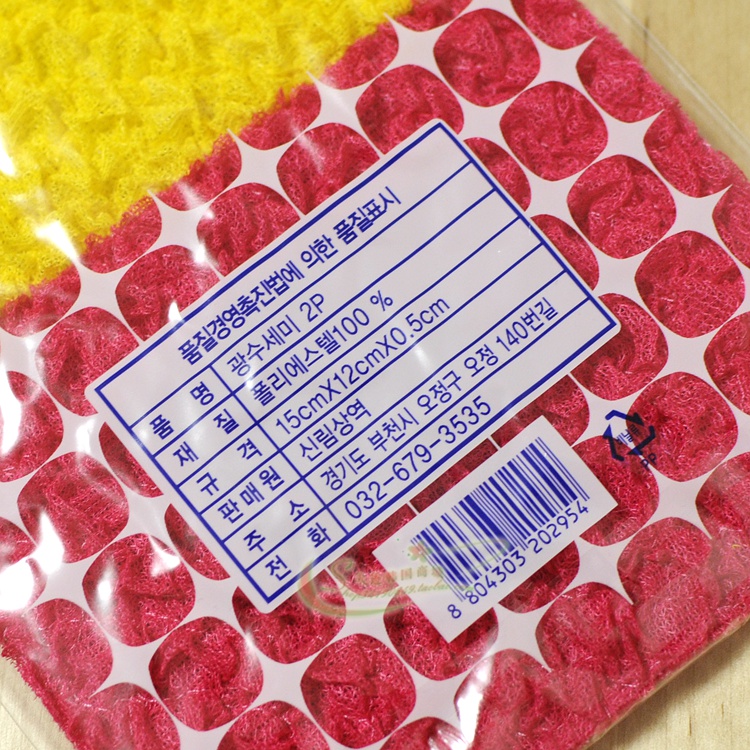 품질경영촉진법에 의한 품질표시
품 명 광수세미 2P
재 질 폴리에스텔100 %
규 격 15cmX12cmX0.5cm
판매원 신림상역
주 소 경기도 부천시 오정구 오정 140번길
전 화 032-679-3535
8 804303 202954
비닐
PP